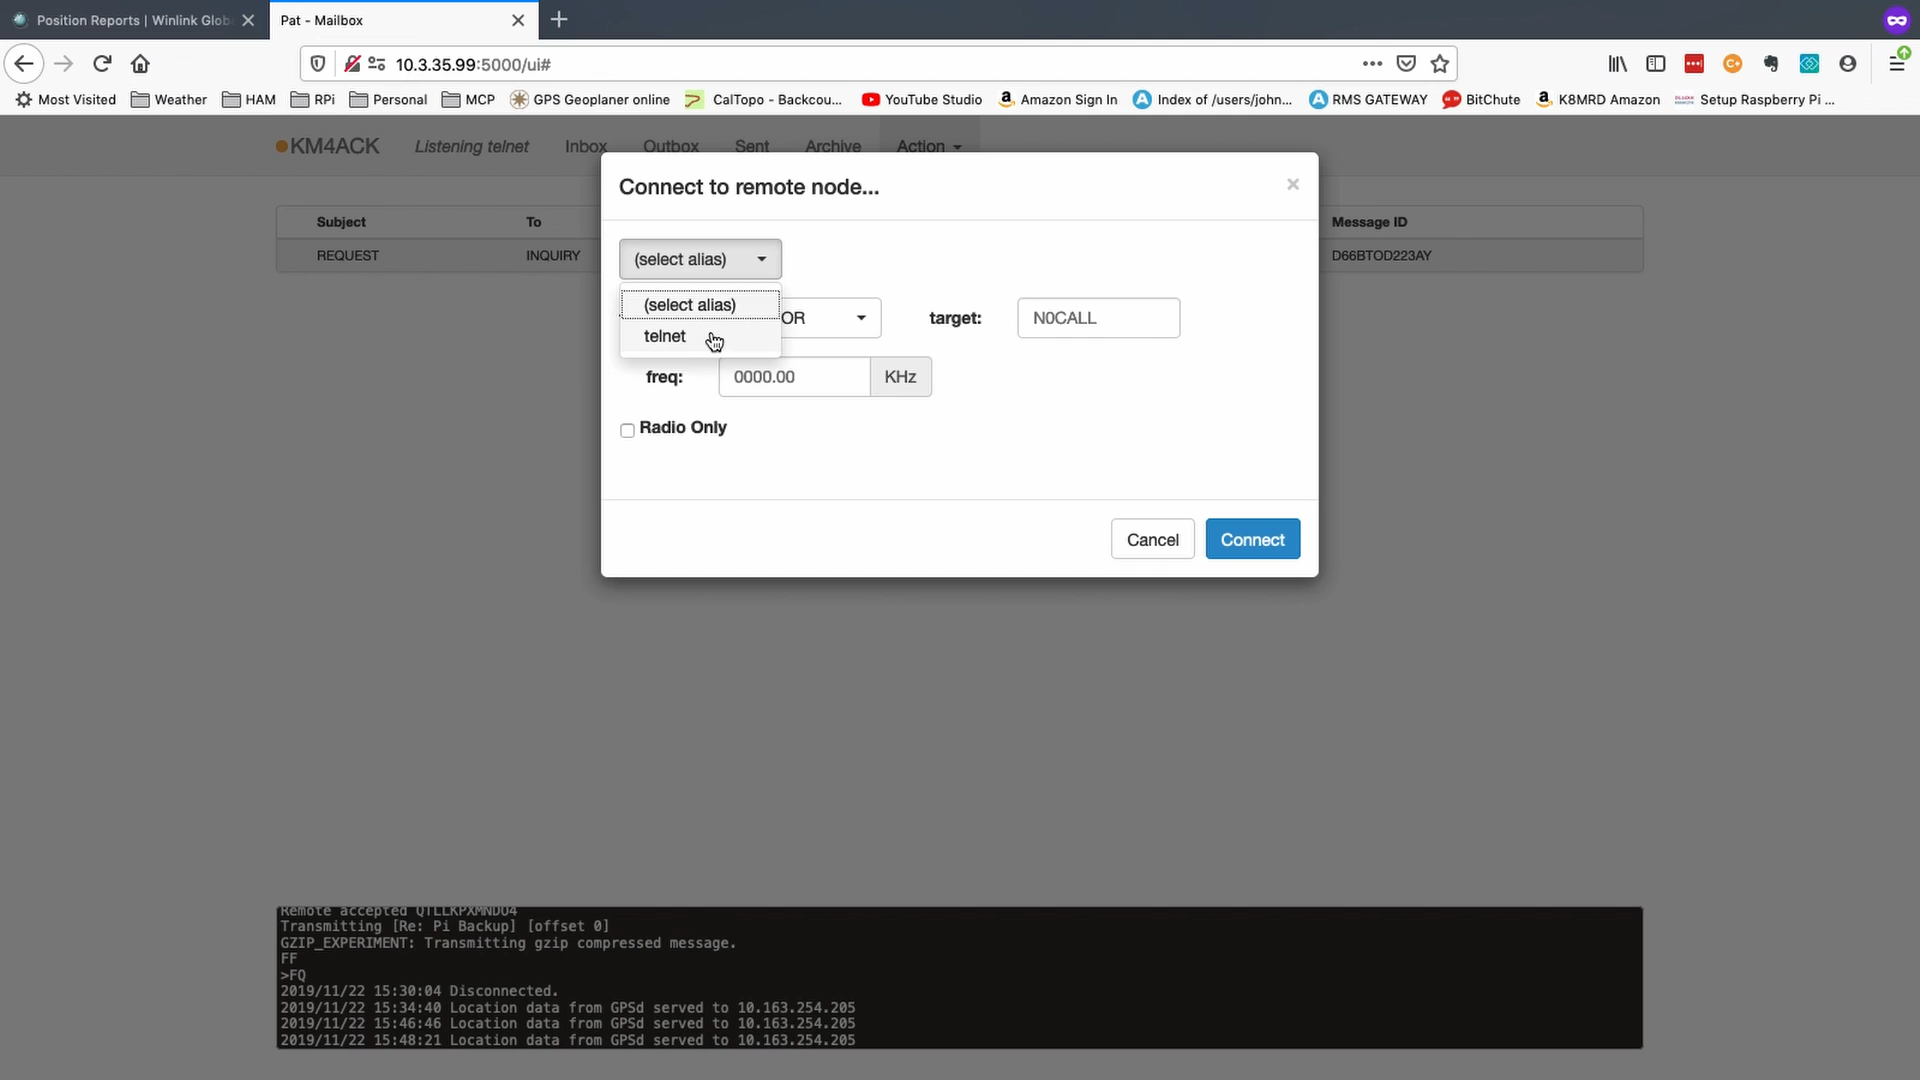 Position Reports | Winlink Glob
Pat - Mailbox
10.3.35.99:5000/ui#
Most Visited Weather HAM RPi Personal MCP GPS Geoplaner online CalTopo - Backcou... YouTube Studio Amazon Sign In Index of /users/john... RMS GATEWAY BitChute K8MRD Amazon Setup Raspberry Pi ...
KM4ACK Listening telnet Inbox Outbox Sent Archive Action
Connect to remote node...
×
Subject To Message ID
REQUEST INQUIRY D66BTOD223AY
(select alias)
(select alias)
telnet
OR
target: N0CALL
freq: 0000.00 KHz
Radio Only
Cancel Connect
Remote accepted QTLLKPXMNDU4
Transmitting [Re: Pi Backup] [offset 0]
GZIP_EXPERIMENT: Transmitting gzip compressed message.
FF
>FQ
2019/11/22 15:30:04 Disconnected.
2019/11/22 15:34:40 Location data from GPSd served to 10.163.254.205
2019/11/22 15:46:46 Location data from GPSd served to 10.163.254.205
2019/11/22 15:48:21 Location data from GPSd served to 10.163.254.205